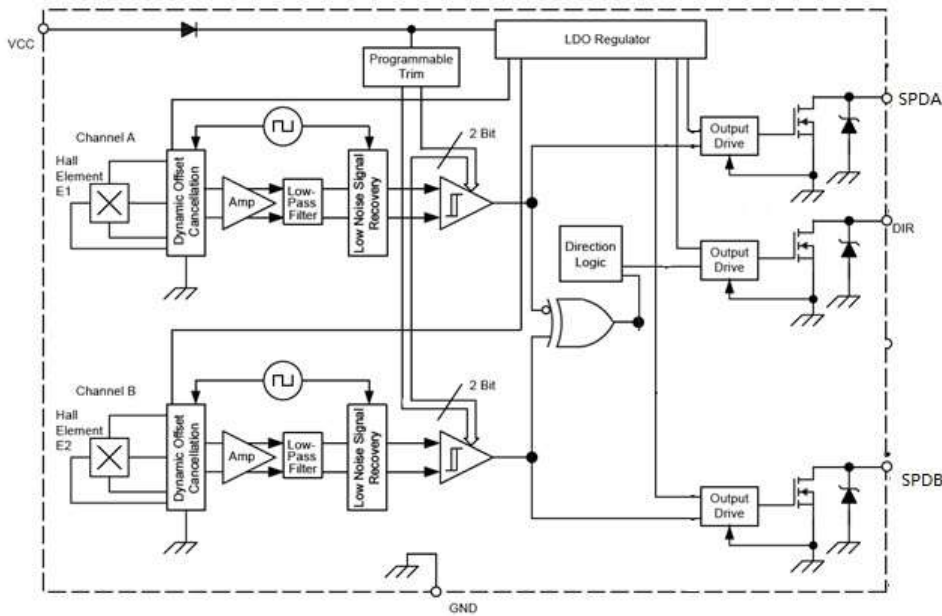 VCC
LDO Regulator
Programmable
Trim
2 Bit
Channel A
Hall
Element
E1
Dynamic Offset
Cancellation
Amp
Low-
Pass
Filter
Low Noise Signal
Recovery
Output
Drive
SPDA
Direction
Logic
Output
Drive
DIR
Channel B
Hall
Element
E2
Dynamic Offset
Cancellation
Amp
Low-
Pass
Filter
Low Noise Signal
Recovery
2 Bit
Output
Drive
SPDB
GND